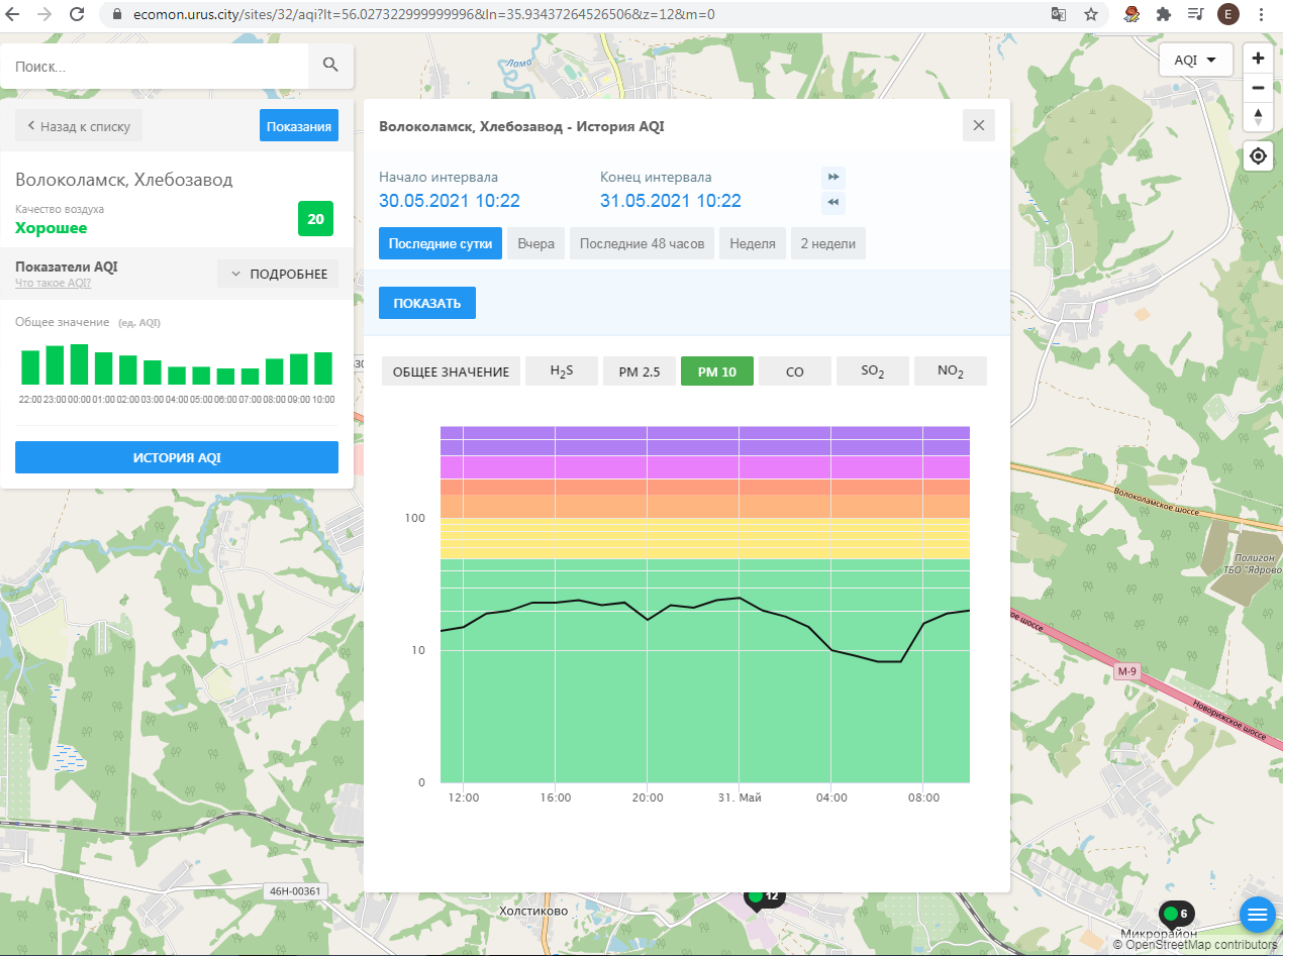 ecomon.urus.city/sites/32/aqi?lt=56.027322999999996&ln=35.93437264526506&z=12&m=0
E
Поиск...
AQI
Лама
Назад к списку
Показания
Волоколамск, Хлебозавод
Качество воздуха
Хорошее
20
Показатели AQI
Что такое AQI?
ПОДРОБНЕЕ
Общее значение (ед. AQI)
22:00 23:00 00:00 01:00 02:00 03:00 04:00 05:00 06:00 07:00 08:00 09:00 10:00
ИСТОРИЯ AQI
Волоколамск, Хлебозавод - История AQI
Начало интервала
Конец интервала
30.05.2021 10:22
31.05.2021 10:22
Последние сутки
Вчера
Последние 48 часов
Неделя
2 недели
ПОКАЗАТЬ
ОБЩЕЕ ЗНАЧЕНИЕ
H₂S
PM 2.5
PM 10
CO
SO₂
NO₂
100
10
0
12:00
16:00
20:00
31. Май
04:00
08:00
Волоколамское шоссе
Полигон
ТБО "Ядрово
ое шоссе
М-9
Новорижское шоссе
46Н-00361
Холстиково
12
6
Микрорайон
© OpenStreetMap contributors